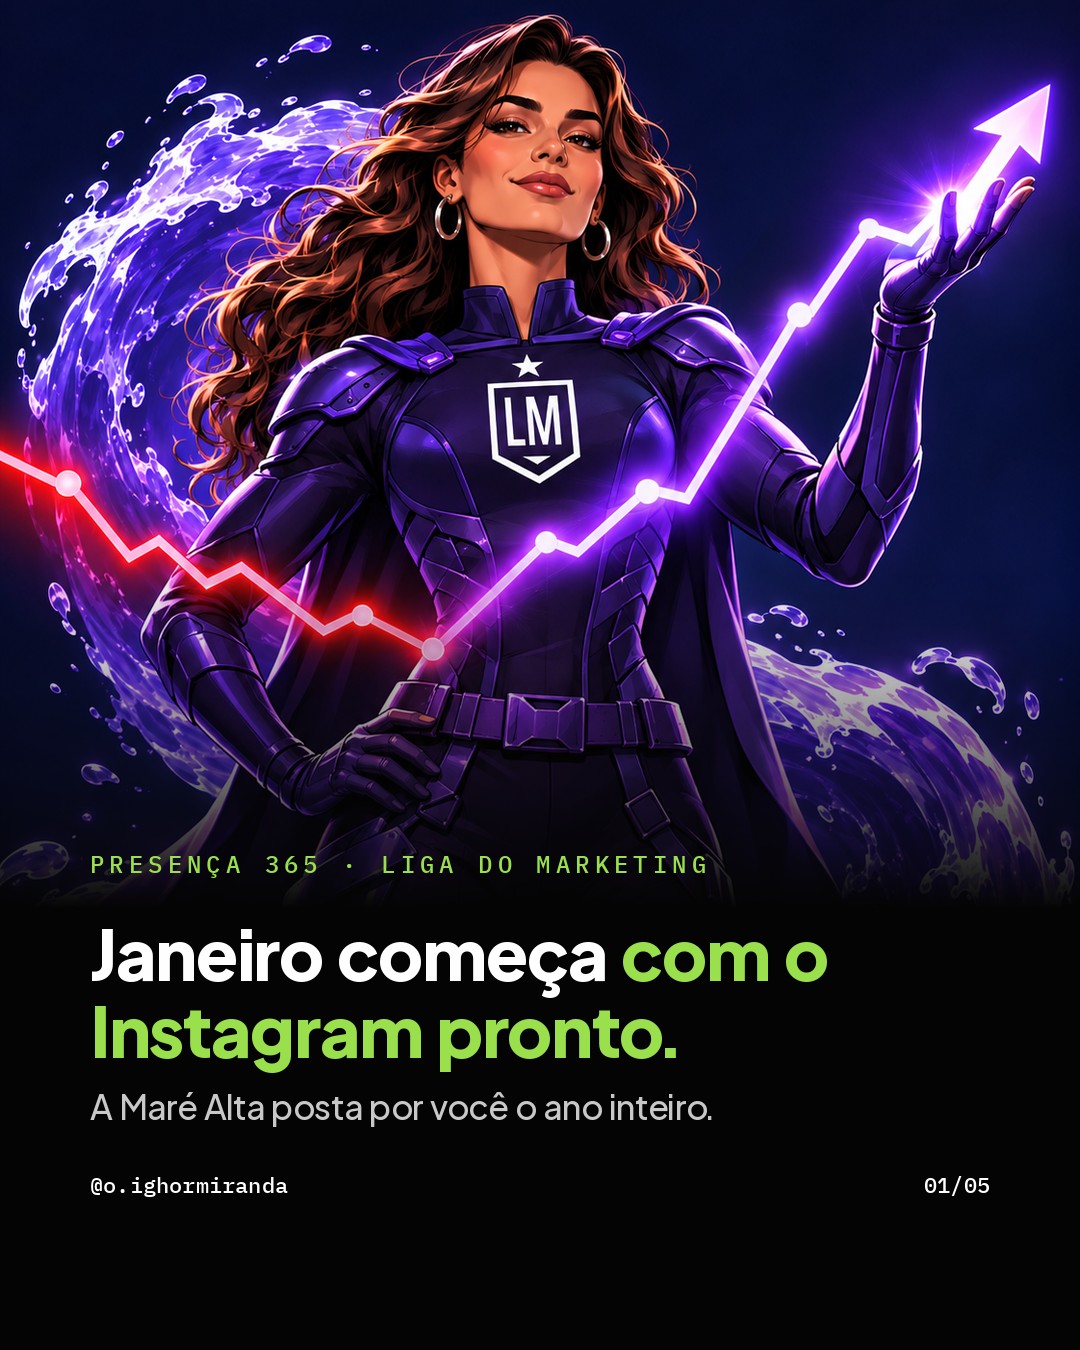 LM
PRESENÇA 365 · LIGA DO MARKETING
Janeiro começa com o
Instagram pronto.
A Maré Alta posta por você o ano inteiro.
@o.ighormiranda
01/05